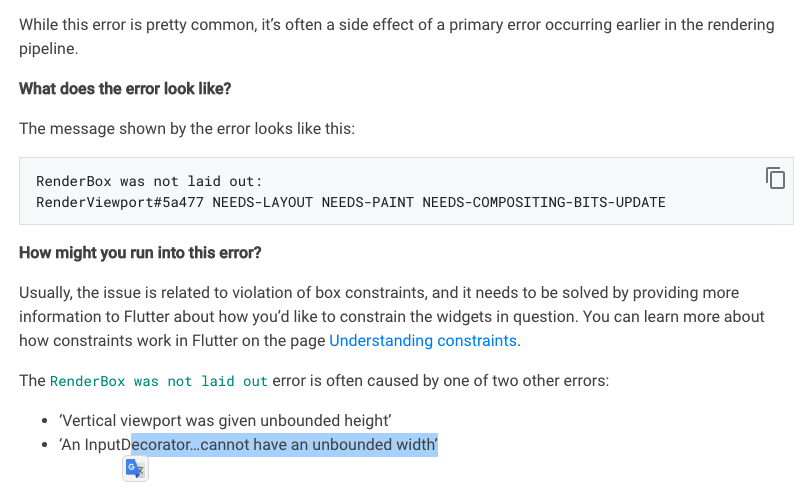 While this error is pretty common, it’s often a side effect of a primary error occurring earlier in the rendering
pipeline.
What does the error look like?
The message shown by the error looks like this:
RenderBox was not laid out:
RenderViewport#5a477 NEEDS-LAYOUT NEEDS-PAINT NEEDS-COMPOSITING-BITS-UPDATE
How might you run into this error?
Usually, the issue is related to violation of box constraints, and it needs to be solved by providing more
information to Flutter about how you’d like to constrain the widgets in question. You can learn more about
how constraints work in Flutter on the page Understanding constraints.
The RenderBox was not laid out error is often caused by one of two other errors:
• ‘Vertical viewport was given unbounded height’
• ‘An InputDecorator…cannot have an unbounded width’
G